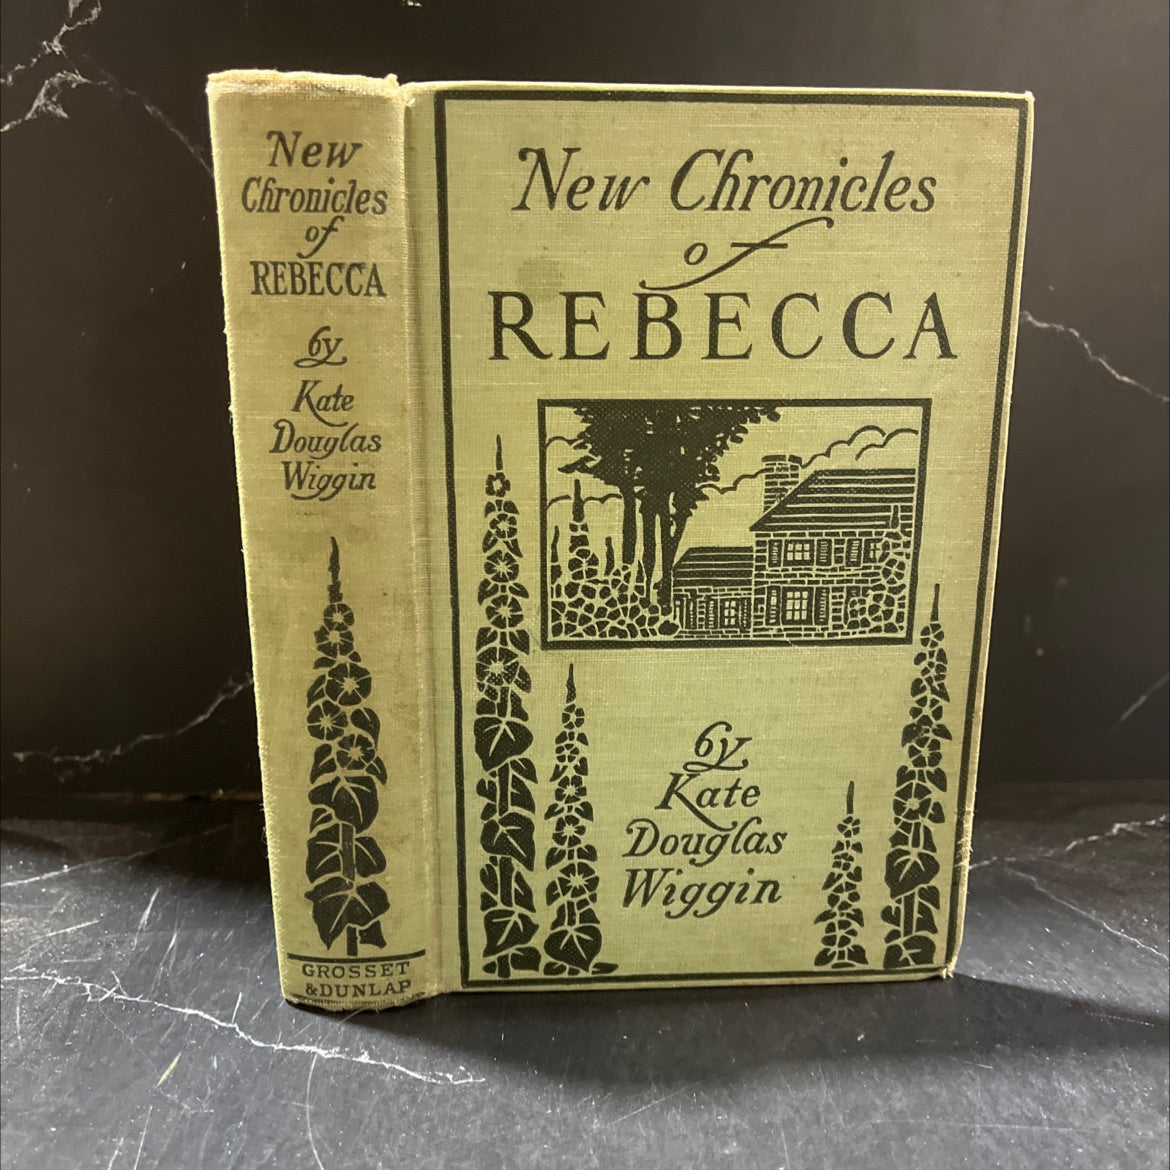 New
Chronicles
of
REBECCA
by
Kate
Douglas
Wiggin
GROSSET
&DUNLAP
New Chronicles
of
REBECCA
by
Kate
Douglas
Wiggin